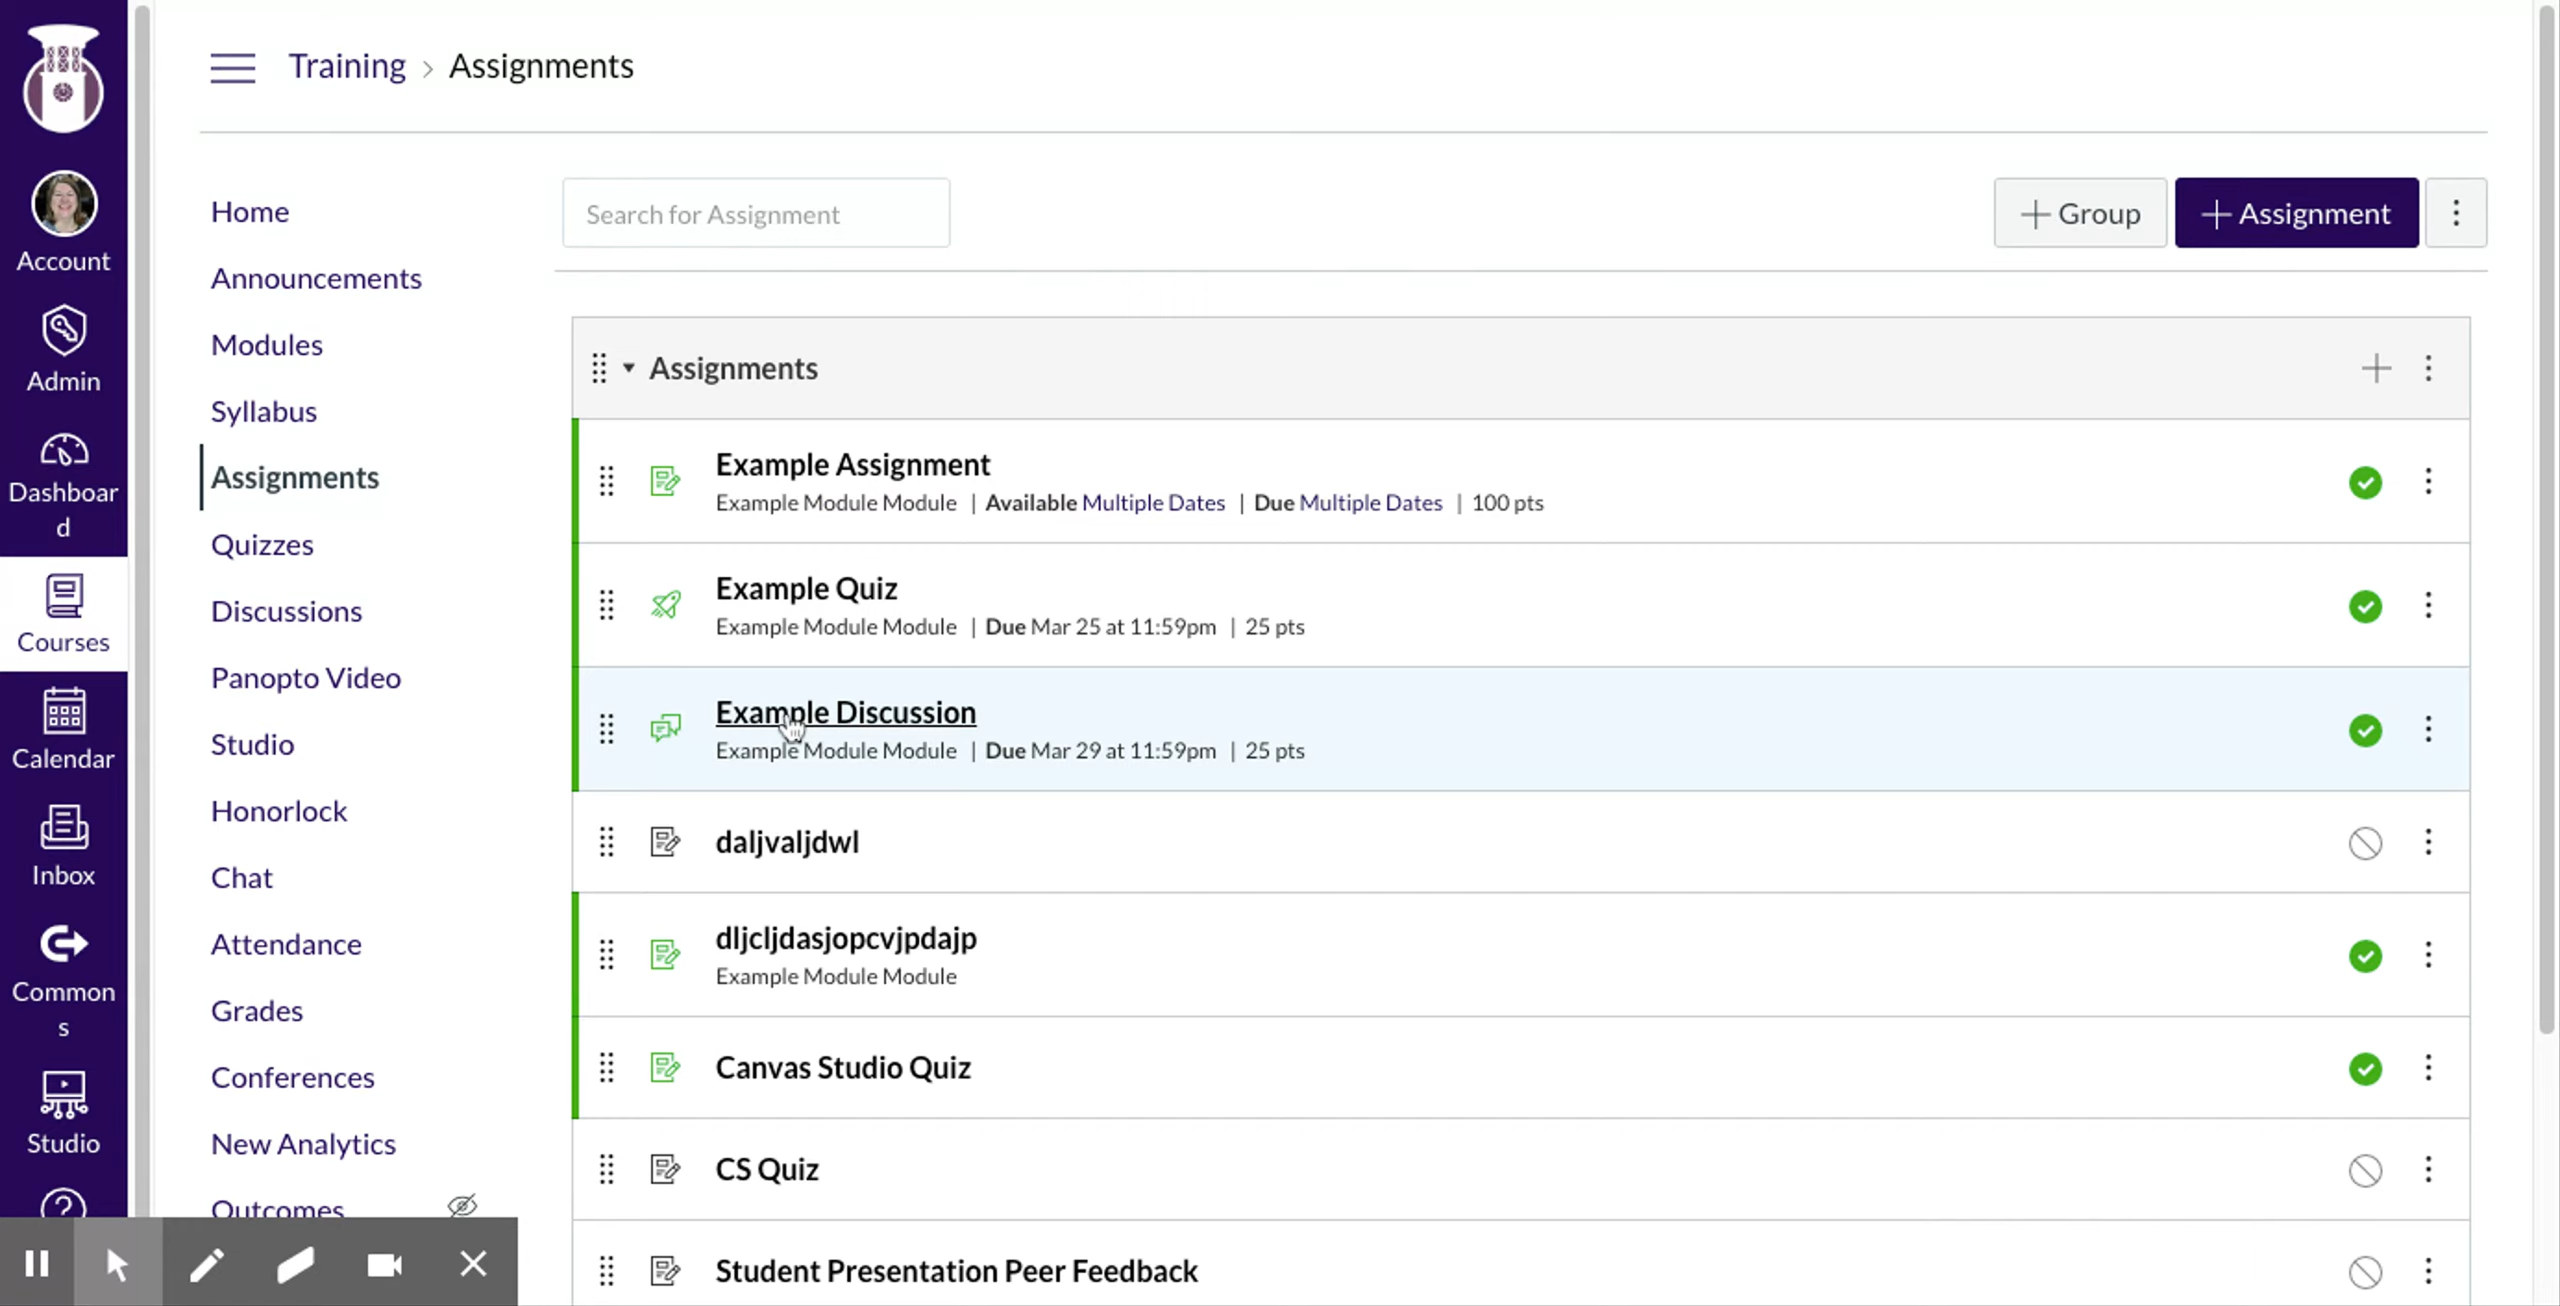 Training > Assignments
Account
Admin
Dashboar
d
Courses
Calendar
Inbox
Common
s
Studio
Home
Announcements
Modules
Syllabus
Assignments
Quizzes
Discussions
Panopto Video
Studio
Honorlock
Chat
Attendance
Grades
Conferences
New Analytics
Outcomes
Search for Assignment
+ Group
+ Assignment
Assignments
Example Assignment
Example Module Module | Available Multiple Dates | Due Multiple Dates | 100 pts
Example Quiz
Example Module Module | Due Mar 25 at 11:59pm | 25 pts
Example Discussion
Example Module Module | Due Mar 29 at 11:59pm | 25 pts
daljvaljdwl
dljcljdasjopcvjpdajp
Example Module Module
Canvas Studio Quiz
CS Quiz
Student Presentation Peer Feedback